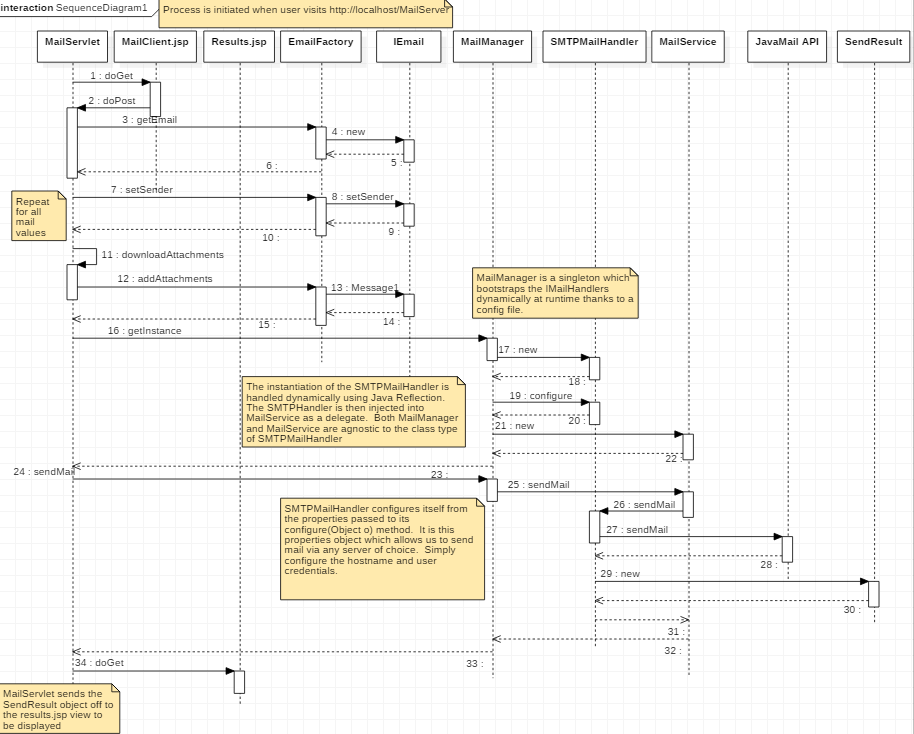 interaction SequenceDiagram1
Process is initiated when user visits http://localhost/MailServer
MailServlet
MailClient.jsp
Results.jsp
EmailFactory
IEmail
MailManager
SMTPMailHandler
MailService
JavaMail API
SendResult
1 : doGet
2 : doPost
3 : getEmail
4 : new
5 :
6 :
7 : setSender
8 : setSender
Repeat
for all
mail
values
9 :
10 :
11 : downloadAttachments
12 : addAttachments
13 : Message1
MailManager is a singleton which
bootstraps the IMailHandlers
dynamically at runtime thanks to a
config file.
14 :
15 :
16 : getInstance
17 : new
18 :
The instantiation of the SMTPMailHandler is
handled dynamically using Java Reflection.
The SMTPHandler is then injected into
MailService as a delegate. Both MailManager
and MailService are agnostic to the class type
of SMTPMailHandler
19 : configure
20 :
21 : new
22 :
23 :
24 : sendMail
25 : sendMail
26 : sendMail
SMTPMailHandler configures itself from
the properties passed to its
configure(Object o) method. It is this
properties object which allows us to send
mail via any server of choice. Simply
configure the hostname and user
credentials.
27 : sendMail
28 :
29 : new
30 :
31 :
32 :
33 :
34 : doGet
MailServlet sends the
SendResult object off to
the results.jsp view to
be displayed